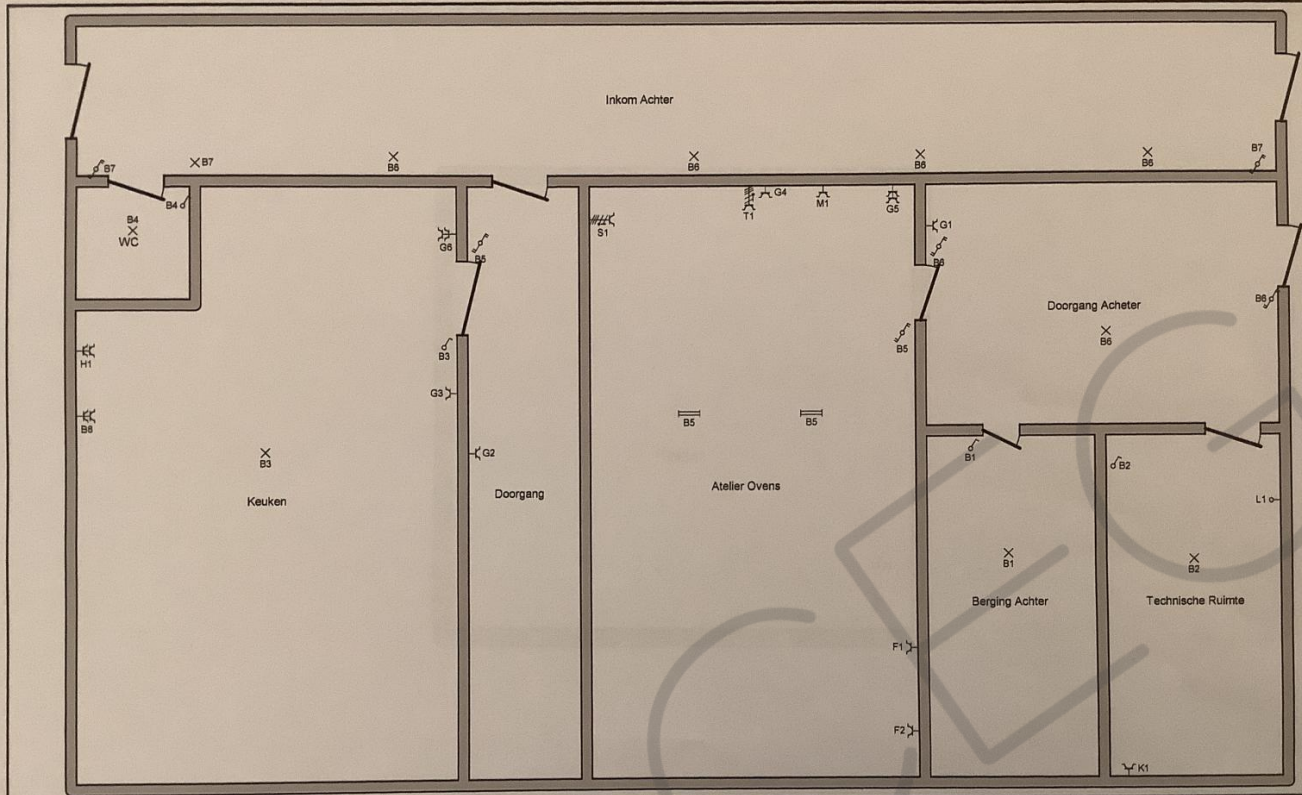 Inkom Achter
B7
B7
B6
B6
B6
B6
B7
B4
B4
WC
G6
B5
S1
T1
G4
M1
G5
G1
B6
Doorgang Acheter
B6
B6
H1
B3
B5
B6
G3
B5
B5
B3
G2
B1
B2
Keuken
Doorgang
Atelier Ovens
L1
B1
B2
Berging Achter
Technische Ruimte
F1
F2
K1